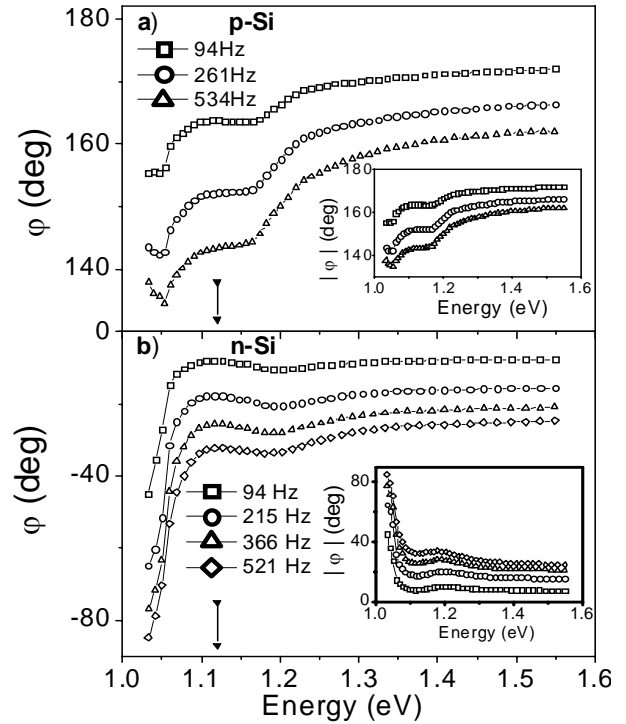 180
a) p-Si
94Hz
261Hz
534Hz
160
φ (deg)
140
180
160
140
| φ | (deg)
1.0 1.2 1.4 1.6
Energy (eV)
0
b) n-Si
-40
φ (deg)
94 Hz
215 Hz
366 Hz
521 Hz
-80
80
40
0
| φ | (deg)
1.0 1.2 1.4 1.6
Energy (eV)
1.0 1.1 1.2 1.3 1.4 1.5 1.6
Energy (eV)